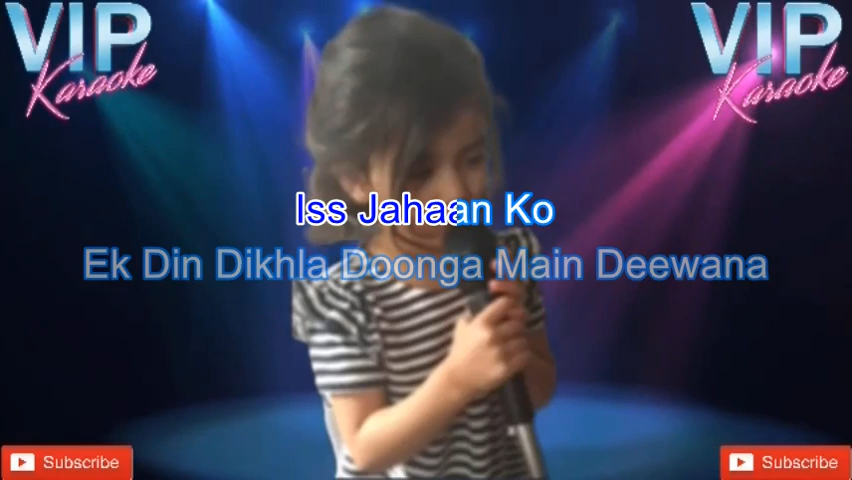 VIP VIP
Karaoke Karaoke
Iss Jahaan Ko
Ek Din Dikhla Doonga Main Deewana
Subscribe Subscribe